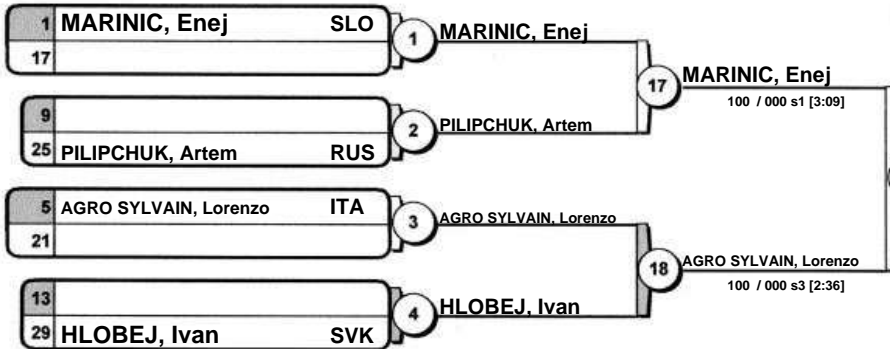 1 MARINIC, Enej SLO
17
1 MARINIC, Enej
9
25 PILIPCHUK, Artem RUS
2 PILIPCHUK, Artem
17 MARINIC, Enej
100 / 000 s1 [3:09]
5 AGRO SYLVAIN, Lorenzo ITA
21
3 AGRO SYLVAIN, Lorenzo
13
29 HLOBEJ, Ivan SVK
4 HLOBEJ, Ivan
18 AGRO SYLVAIN, Lorenzo
100 / 000 s3 [2:36]